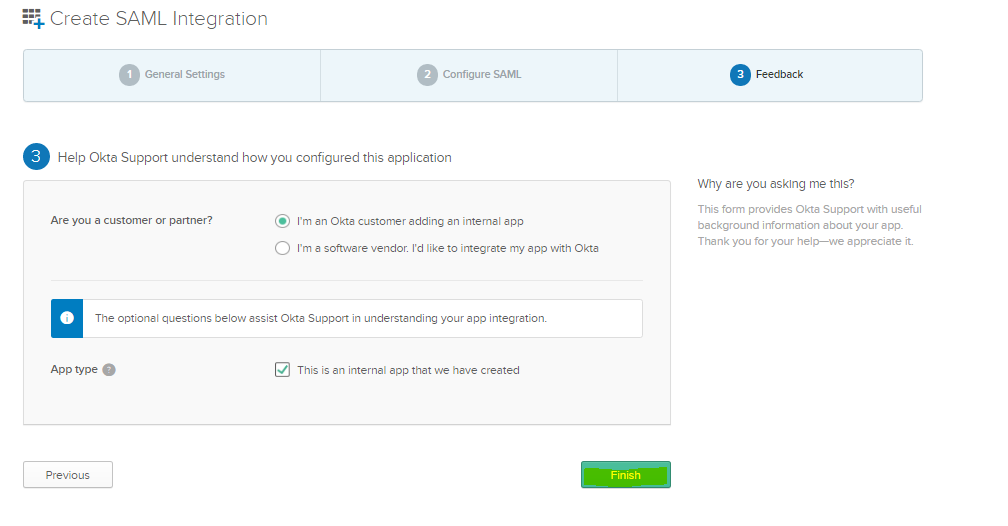 Create SAML Integration
1 General Settings
2 Configure SAML
3 Feedback
3 Help Okta Support understand how you configured this application
Why are you asking me this?
This form provides Okta Support with useful
background information about your app.
Thank you for your help—we appreciate it.
Are you a customer or partner?
I'm an Okta customer adding an internal app
I'm a software vendor. I'd like to integrate my app with Okta
i The optional questions below assist Okta Support in understanding your app integration.
App type ?
This is an internal app that we have created
Previous
Finish